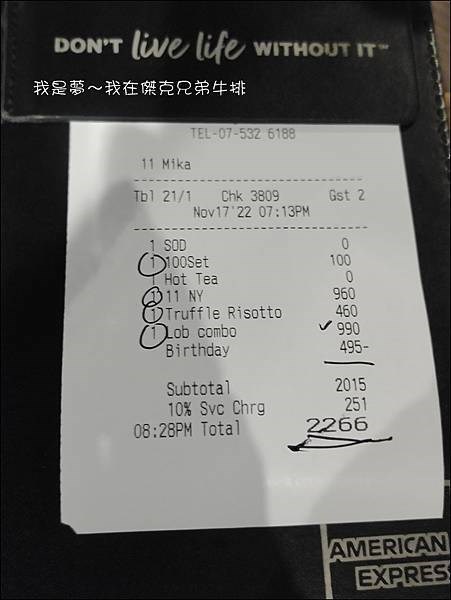 DON'T live life WITHOUT IT™
我是夢～我在傑克兄弟牛排
TEL-07-532 6188
11 Mika
Tbl 21/1 Chk 3809 Gst 2
Nov17'22 07:13PM
1 SOD 0
1 100Set 100
1 Hot Tea 0
1 11 NY 960
1 Truffle Risotto 460
1 Lob combo 990
Birthday 495-
Subtotal 2015
10% Svc Chrg 251
08:28PM Total 2266
AMERICAN
EXPRESS